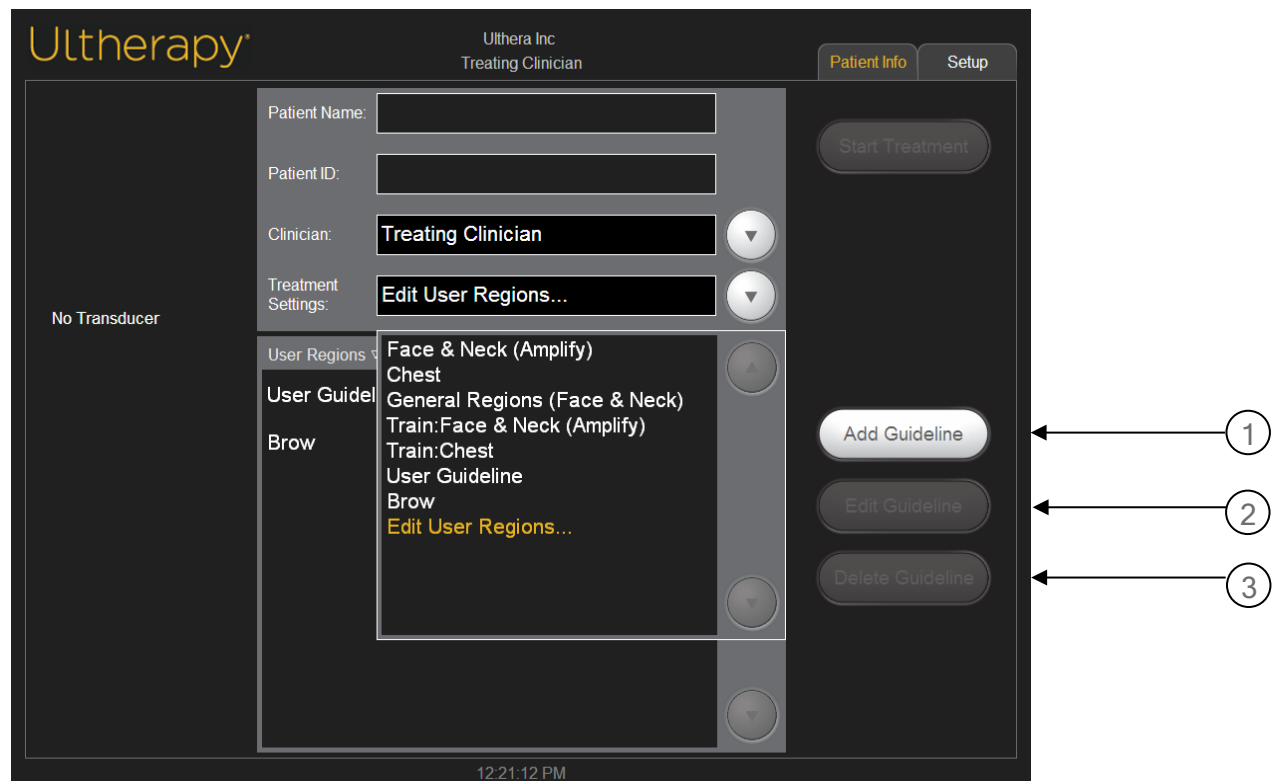 Ultherapy®
Ulthera Inc
Treating Clinician
Patient Info
Setup
Patient Name:
Start Treatment
Patient ID:
Clinician:
Treating Clinician
Treatment
Settings:
Edit User Regions...
No Transducer
User Regions
Face & Neck (Amplify)
Chest
User Guidel
General Regions (Face & Neck)
Train:Face & Neck (Amplify)
Brow
Train:Chest
User Guideline
Brow
Edit User Regions...
Add Guideline
1
Edit Guideline
2
Delete Guideline
3
12:21:12 PM